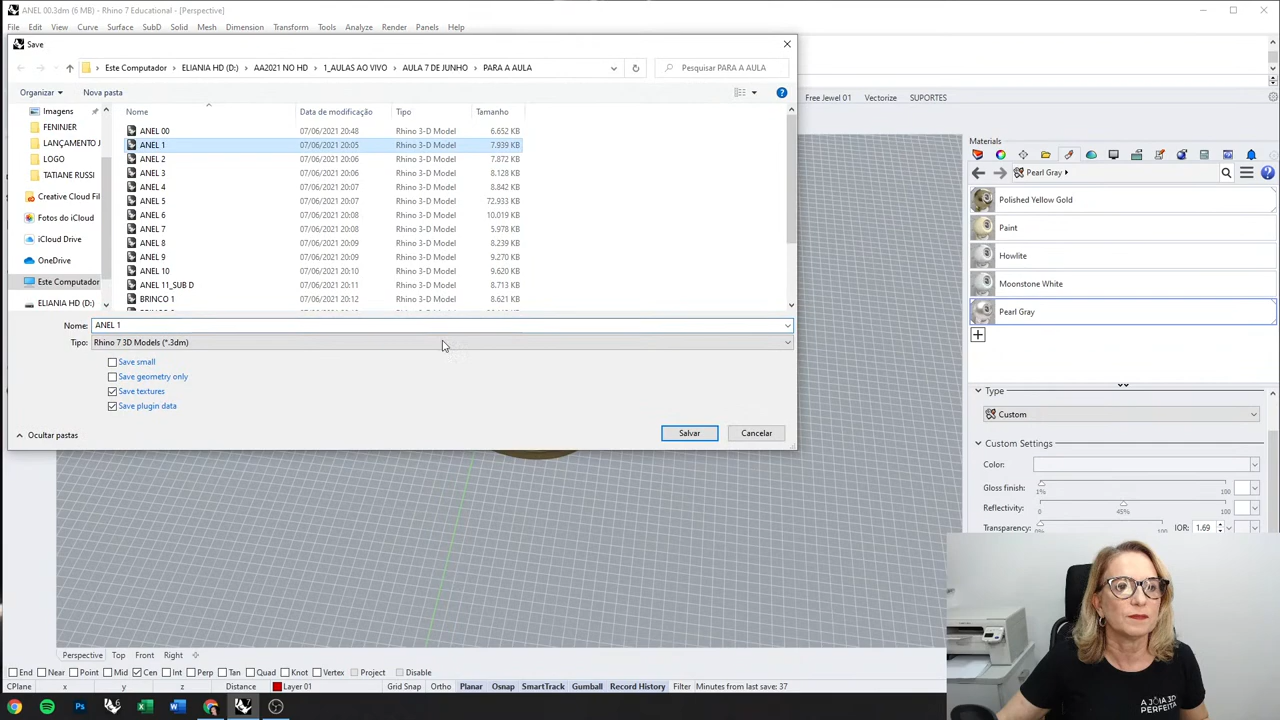 ANEL 00.3dm (6 MB) - Rhino 7 Educational - [Perspective]
File Edit View Curve Surface SubD Solid Mesh Dimension Transform Tools Analyze Render Panels Help
Save
Este Computador > ELIANIA HD (D:) > AA2021 NO HD > 1_AULAS AO VIVO > AULA 7 DE JUNHO > PARA A AULA
Pesquisar PARA A AULA
Organizar Nova pasta
Free Jewel 01 Vectorize SUPORTES
Imagens
FENINJER
LANÇAMENTO
LOGO
TATIANE RUSSI
Creative Cloud Fil
Fotos do iCloud
iCloud Drive
OneDrive
Este Computador
ELIANIA HD (D:)
Nome Data de modificação Tipo Tamanho
ANEL 00 07/06/2021 20:48 Rhino 3-D Model 6.652 KB
ANEL 1 07/06/2021 20:05 Rhino 3-D Model 7.939 KB
ANEL 2 07/06/2021 20:06 Rhino 3-D Model 7.872 KB
ANEL 3 07/06/2021 20:06 Rhino 3-D Model 8.128 KB
ANEL 4 07/06/2021 20:07 Rhino 3-D Model 8.842 KB
ANEL 5 07/06/2021 20:07 Rhino 3-D Model 72.933 KB
ANEL 6 07/06/2021 20:08 Rhino 3-D Model 10.019 KB
ANEL 7 07/06/2021 20:08 Rhino 3-D Model 5.978 KB
ANEL 8 07/06/2021 20:09 Rhino 3-D Model 8.239 KB
ANEL 9 07/06/2021 20:09 Rhino 3-D Model 9.270 KB
ANEL 10 07/06/2021 20:10 Rhino 3-D Model 9.620 KB
ANEL 11_SUB D 07/06/2021 20:11 Rhino 3-D Model 8.713 KB
BRINCO 1 07/06/2021 20:12 Rhino 3-D Model 8.621 KB
Nome: ANEL 1
Tipo: Rhino 7 3D Models (*.3dm)
Save small
Save geometry only
Save textures
Save plugin data
Ocultar pastas
Salvar Cancelar
Materials
Pearl Gray
Polished Yellow Gold
Paint
Howlite
Moonstone White
Pearl Gray
Type
Custom
Custom Settings
Color:
Gloss finish: 1% 100
Reflectivity: 0 45% 100
Transparency: 0% 100 IOR: 1.69
A JOIA 3D
PERFEITA
Perspective Top Front Right
End Near Point Mid Cen Int Perp Tan Quad Knot Vertex Project Disable
CPlane x y z Distance Layer 01 Grid Snap Ortho Planar Osnap SmartTrack Gumball Record History Filter Minutes from last save: 37